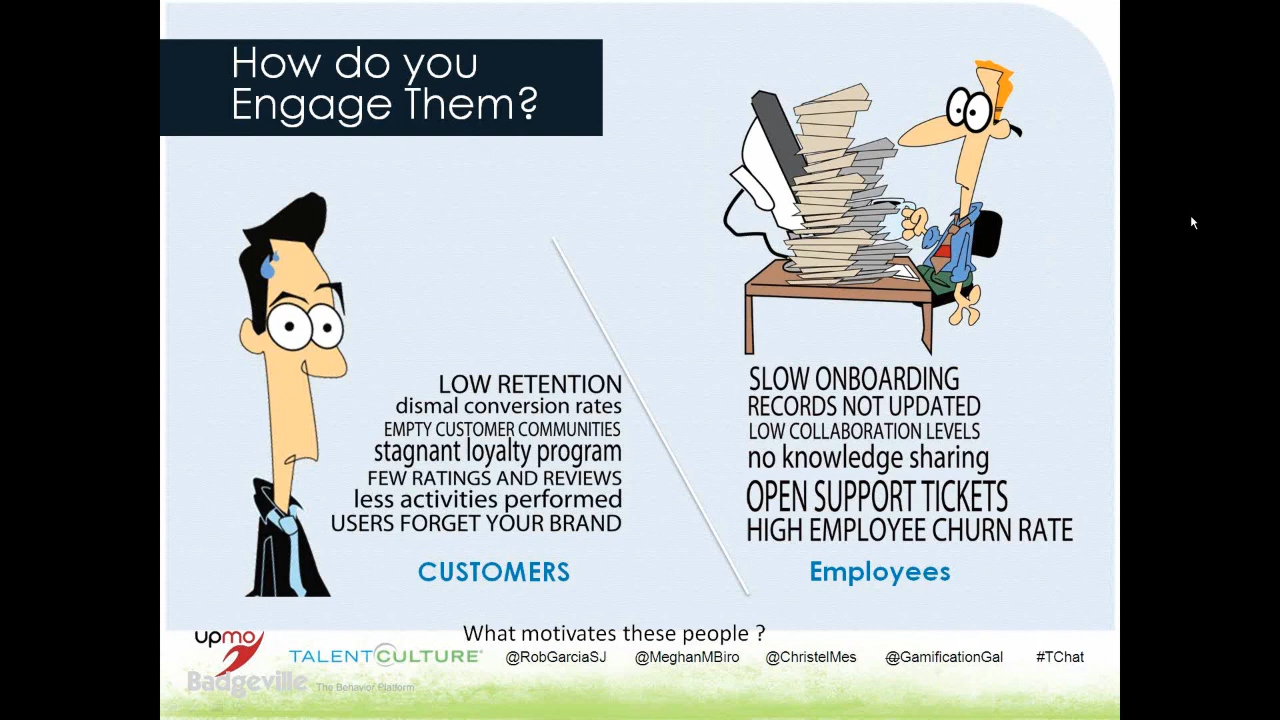 How do you
Engage Them?
LOW RETENTION
dismal conversion rates
EMPTY CUSTOMER COMMUNITIES
stagnant loyalty program
FEW RATINGS AND REVIEWS
less activities performed
USERS FORGET YOUR BRAND
CUSTOMERS
SLOW ONBOARDING
RECORDS NOT UPDATED
LOW COLLABORATION LEVELS
no knowledge sharing
OPEN SUPPORT TICKETS
HIGH EMPLOYEE CHURN RATE
Employees
What motivates these people ?
upmo
TALENTCULTURE
@RobGarciaSJ @MeghanMBiro @ChristelMes @GamificationGal #TChat
Badgeville The Behavior Platform